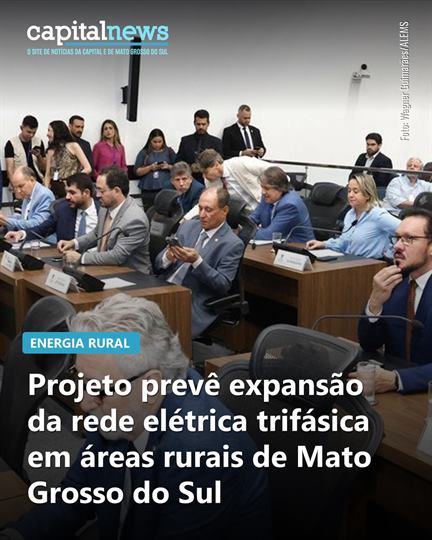 capitalnews
O SITE DE NOTÍCIAS DA CAPITAL E DE MATO GROSSO DO SUL
Foto: Wagner Guimarães/ALEMS
ENERGIA RURAL
Projeto prevê expansão
da rede elétrica trifásica
em áreas rurais de Mato
Grosso do Sul